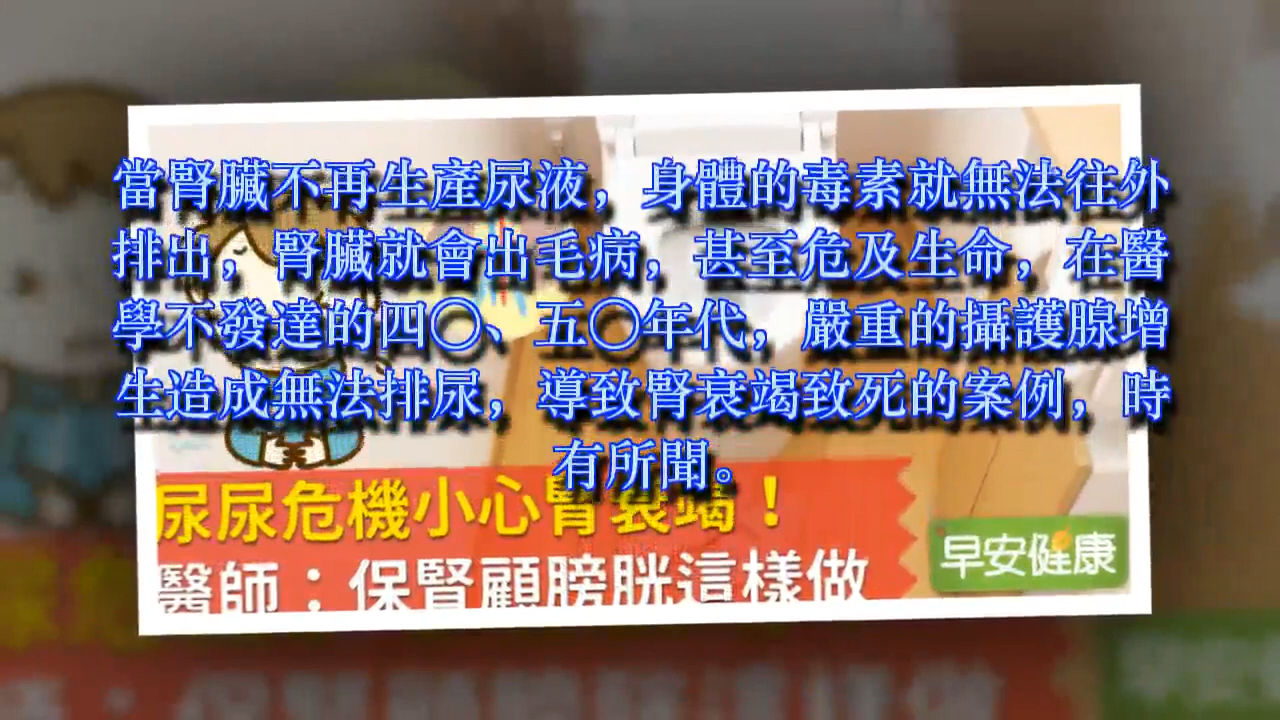 當腎臟不再生產尿液，身體的毒素就無法往外
排出，腎臟就會出毛病，甚至危及生命，在醫
學不發達的四〇、五〇年代，嚴重的攝護腺增
生造成無法排尿，導致腎衰竭致死的案例，時
有所聞。
尿尿危機小心腎衰竭！
醫師：保腎顧膀胱這樣做
早安健康